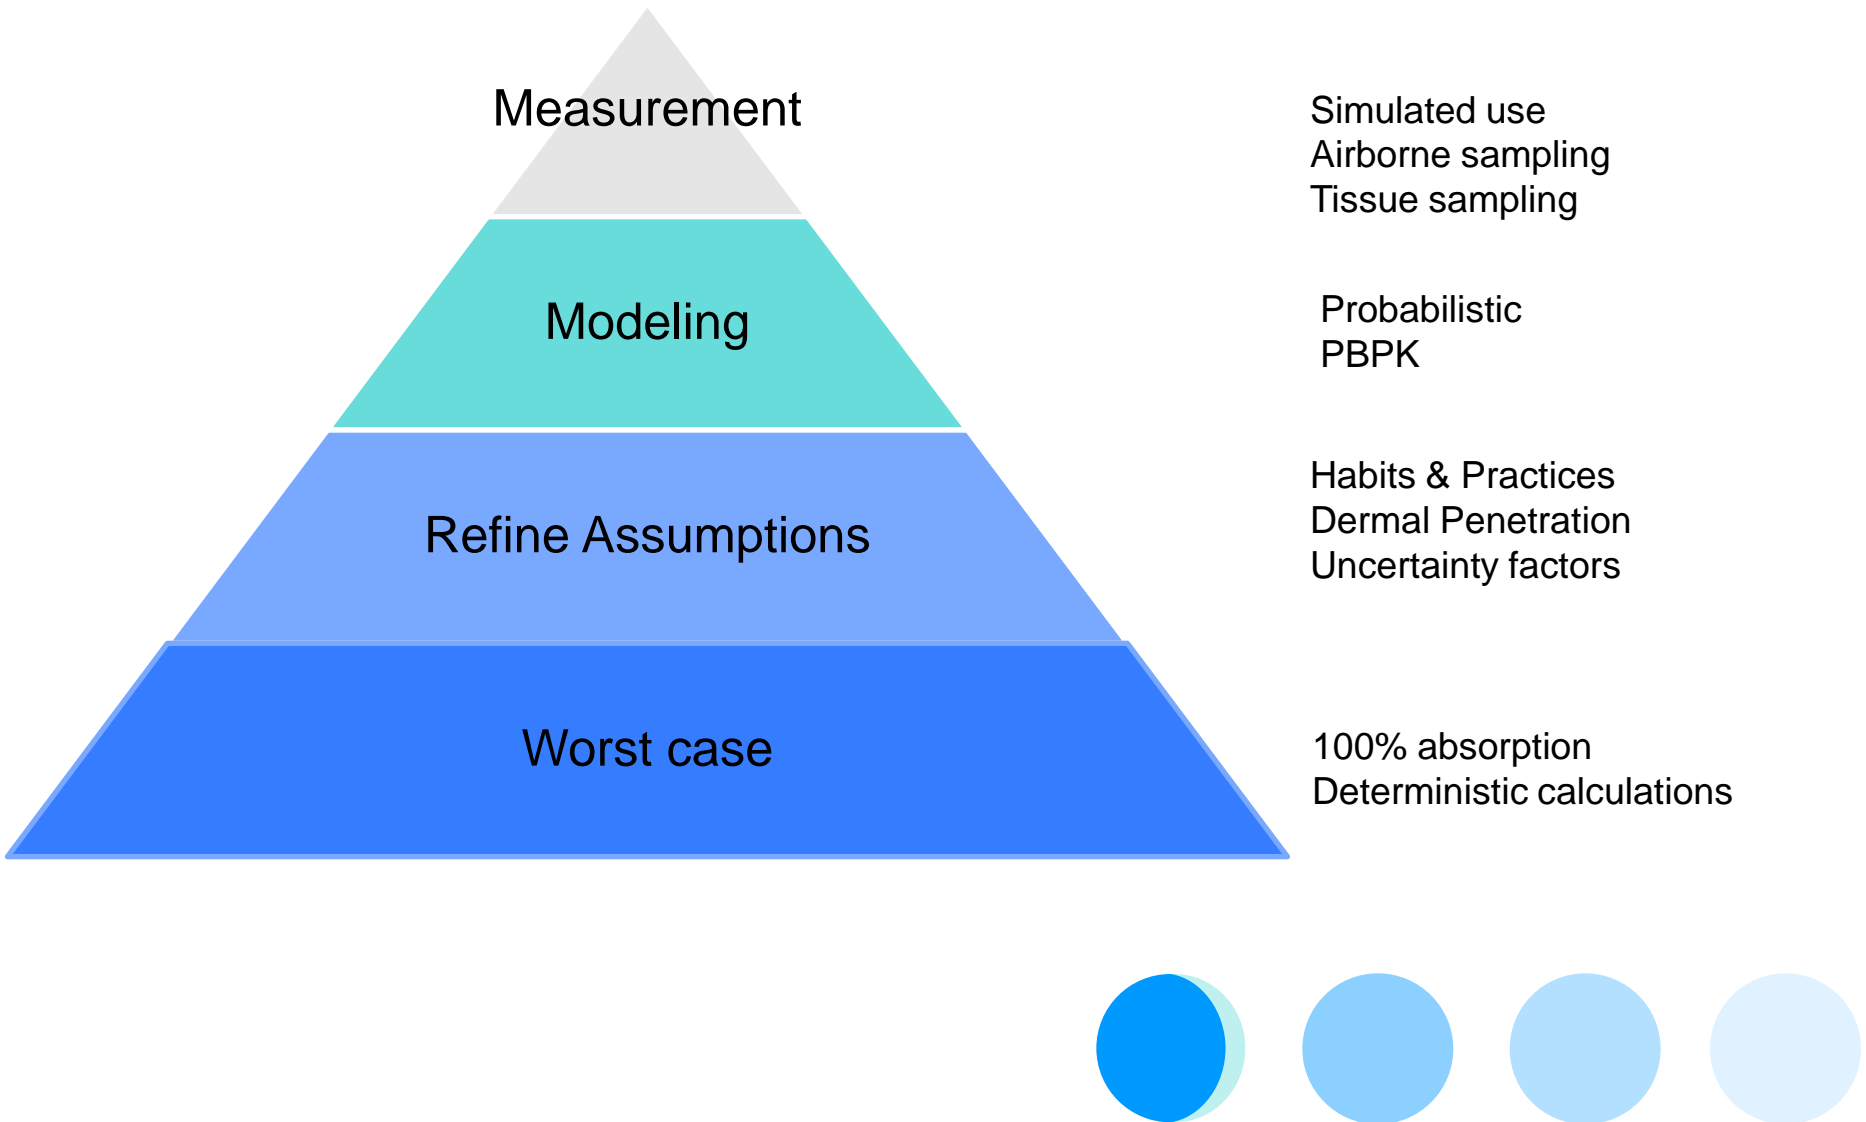 Measurement
Simulated use
Airborne sampling
Tissue sampling
Modeling
Probabilistic
PBPK
Refine Assumptions
Habits & Practices
Dermal Penetration
Uncertainty factors
Worst case
100% absorption
Deterministic calculations